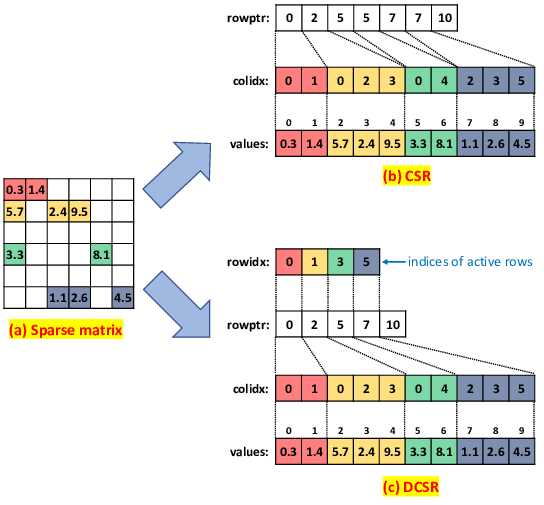 rowptr: 0 2 5 5 7 7 10
colidx: 0 1 0 2 3 0 4 2 3 5
0 1 2 3 4 5 6 7 8 9
values: 0.3 1.4 5.7 2.4 9.5 3.3 8.1 1.1 2.6 4.5
(b) CSR
0.3 1.4
5.7 2.4 9.5
3.3 8.1
1.1 2.6 4.5
(a) Sparse matrix
rowidx: 0 1 3 5 indices of active rows
rowptr: 0 2 5 7 10
colidx: 0 1 0 2 3 0 4 2 3 5
0 1 2 3 4 5 6 7 8 9
values: 0.3 1.4 5.7 2.4 9.5 3.3 8.1 1.1 2.6 4.5
(c) DCSR